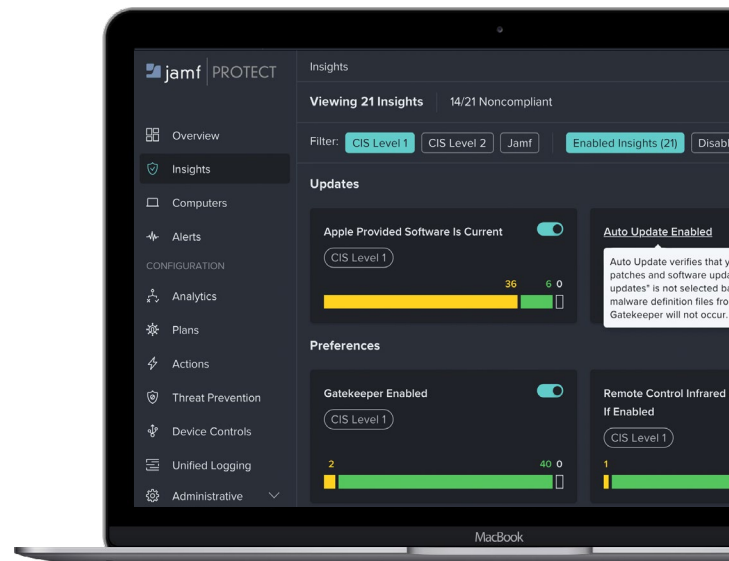 jamf PROTECT
Overview
Insights
Computers
Alerts
CONFIGURATION
Analytics
Plans
Actions
Threat Prevention
Device Controls
Unified Logging
Administrative
Insights
Viewing 21 Insights 14/21 Noncompliant
Filter: CIS Level 1 CIS Level 2 Jamf Enabled Insights (21) Disab
Updates
Apple Provided Software Is Current
CIS Level 1
36 6 0
Auto Update Enabled
Auto Update verifies that y
patches and software upda
updates" is not selected ba
malware definition files fro
Gatekeeper will not occur.
Preferences
Gatekeeper Enabled
CIS Level 1
2 40 0
Remote Control Infrared
If Enabled
CIS Level 1
1
MacBook